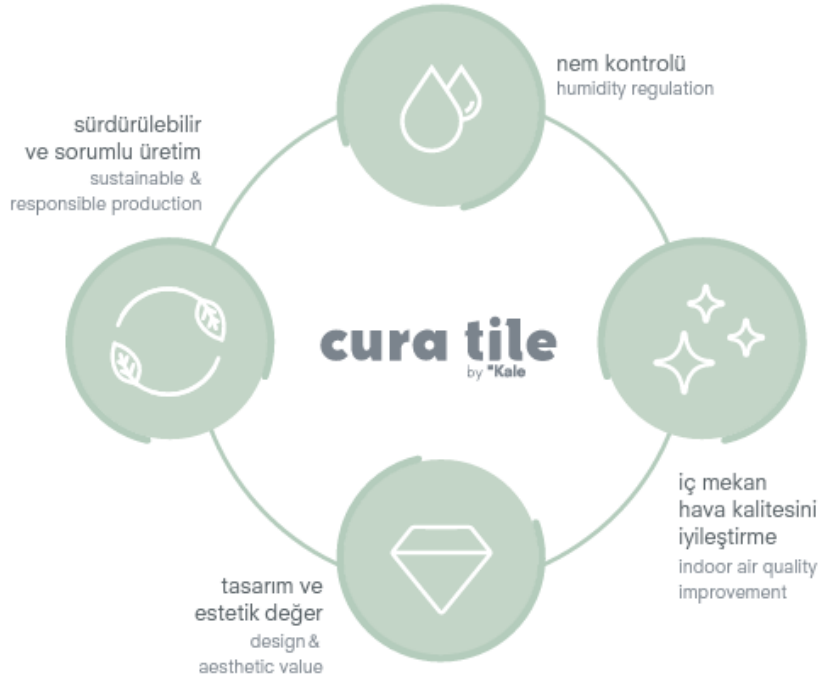 nem kontrolü
humidity regulation
sürdürülebilir
ve sorumlu üretim
sustainable &
responsible production
cura tile
by Kale
iç mekan
hava kalitesini
iyileştirme
indoor air quality
improvement
tasarım ve
estetik değer
design &
aesthetic value